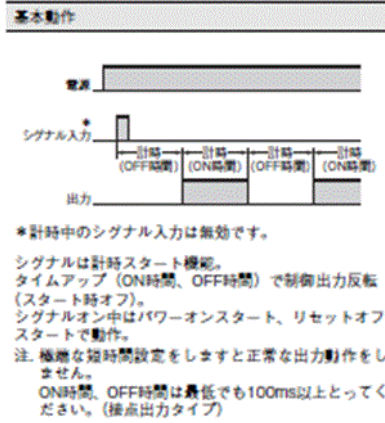 基本動作
電源
*
シグナル入力
計時 計時 計時 計時
(OFF時間) (ON時間) (OFF時間) (ON時間)
出力
*計時中のシグナル入力は無効です。
シグナルは計時スタート機能。
タイムアップ（ON時間、OFF時間）で制御出力反転
(スタート時オフ)。
シグナルオン中はパワーオンスタート、リセットオフ
スタートで動作。
注. 極端な短時間設定をしますと正常な出力動作をし
ません。
ON時間、OFF時間は最低でも100ms以上とってく
ださい。(接点出力タイプ)